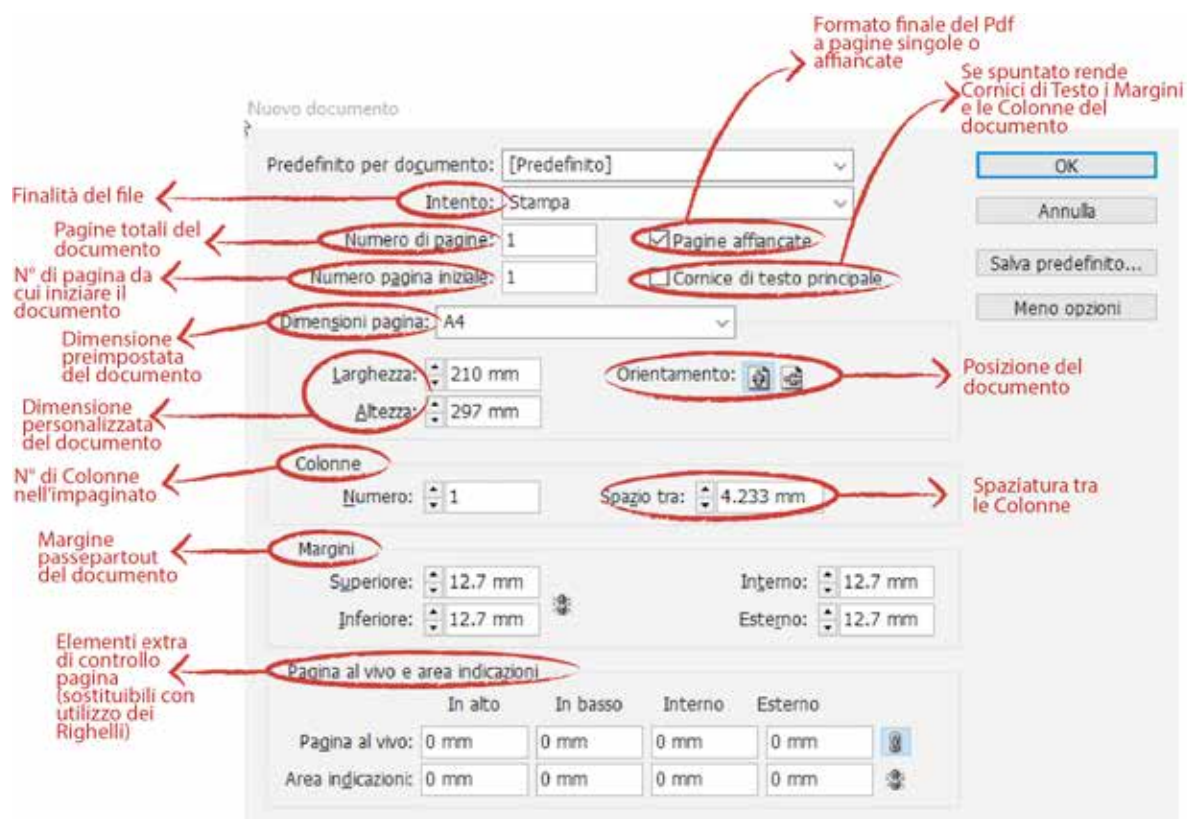 Formato finale del Pdf
a pagine singole o
affiancate
Se spuntato rende
Cornici di Testo i Margini
e le Colonne del
documento
Nuovo documento
Predefinito per documento: [Predefinito]
OK
Finalità del file
Intento: Stampa
Annulla
Pagine totali del
documento
Numero di pagine: 1
Pagine affiancate
Salva predefinito...
N° di pagina da
cui iniziare il
documento
Numero pagina iniziale: 1
Cornice di testo principale
Meno opzioni
Dimensione
preimpostata
del documento
Dimensioni pagina: A4
Larghezza: 210 mm
Orientamento:
Posizione del
documento
Dimensione
personalizzata
del documento
Altezza: 297 mm
Colonne
N° di Colonne
nell'impaginato
Numero: 1
Spazio tra: 4.233 mm
Spaziatura tra
le Colonne
Margine
passepartout
del documento
Margini
Superiore: 12.7 mm
Interno: 12.7 mm
Inferiore: 12.7 mm
Esterno: 12.7 mm
Elementi extra
di controllo
pagina
(sostituibili con
utilizzo dei
Righelli)
Pagina al vivo e area indicazioni
In alto In basso Interno Esterno
Pagina al vivo: 0 mm 0 mm 0 mm 0 mm
Area indicazioni: 0 mm 0 mm 0 mm 0 mm